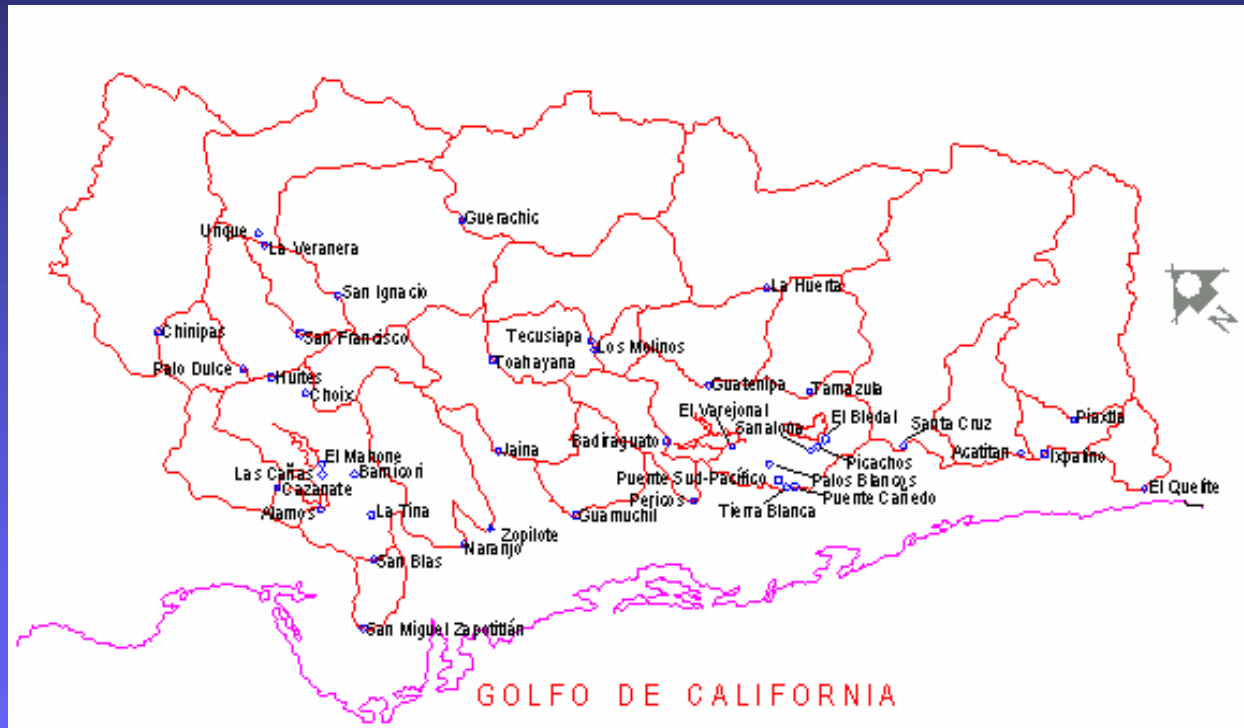 Guerachic
Urique
La Veranera
La Huerta
San Ignacio
Chinipas
San Francisco
Tecusiapa
Los Molinos
Toahayana
Palo Dulce
Huites
Choix
Guatenipa
Tamazula
El Varejonal
Sanalona
El Bledal
Santa Cruz
Piaxtla
Badiraguato
Jaina
Picachos
Acatitan
Ixpalino
El Mahone
Las Cañas
Bamicori
Cazanate
Puente Sud-Pacífico
Palos Blancos
El Quelite
Pericos
Puente Cañedo
Tierra Blanca
Alamos
La Tina
Guamuchil
Zopilote
Naranjo
San Blas
San Miguel Zapotitlán
GOLFO DE CALIFORNIA
N